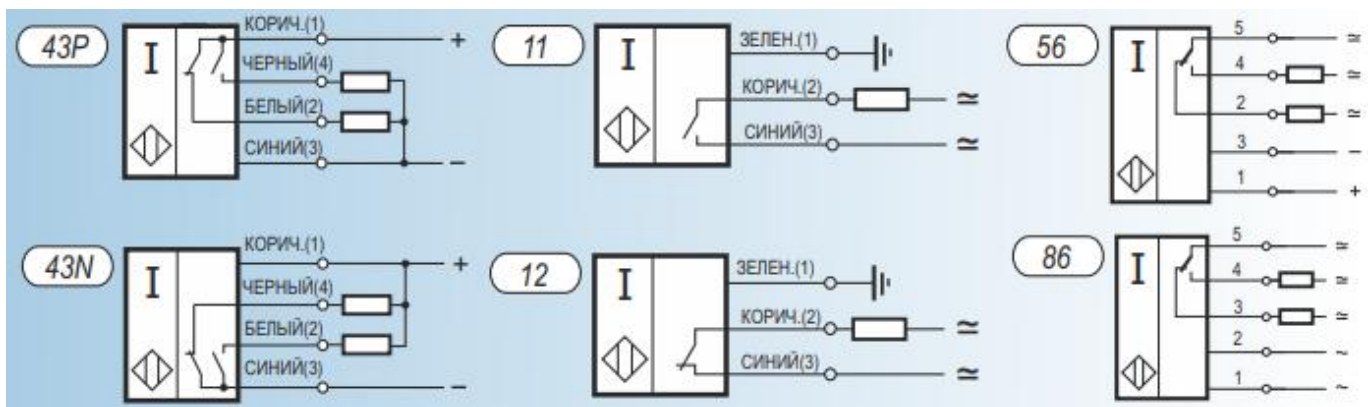 43P
I
КОРИЧ.(1)
+
ЧЕРНЫЙ(4)
БЕЛЫЙ(2)
СИНИЙ(3)
−
11
I
ЗЕЛЕН.(1)
КОРИЧ.(2)
≂
СИНИЙ(3)
≂
56
I
5 ≂
4 ≂
2 ≂
3 −
1 +
43N
I
КОРИЧ.(1)
+
ЧЕРНЫЙ(4)
БЕЛЫЙ(2)
СИНИЙ(3)
−
12
I
ЗЕЛЕН.(1)
КОРИЧ.(2)
≂
СИНИЙ(3)
≂
86
I
5 ≂
4 ≂
3 ≂
2 ~
1 ~